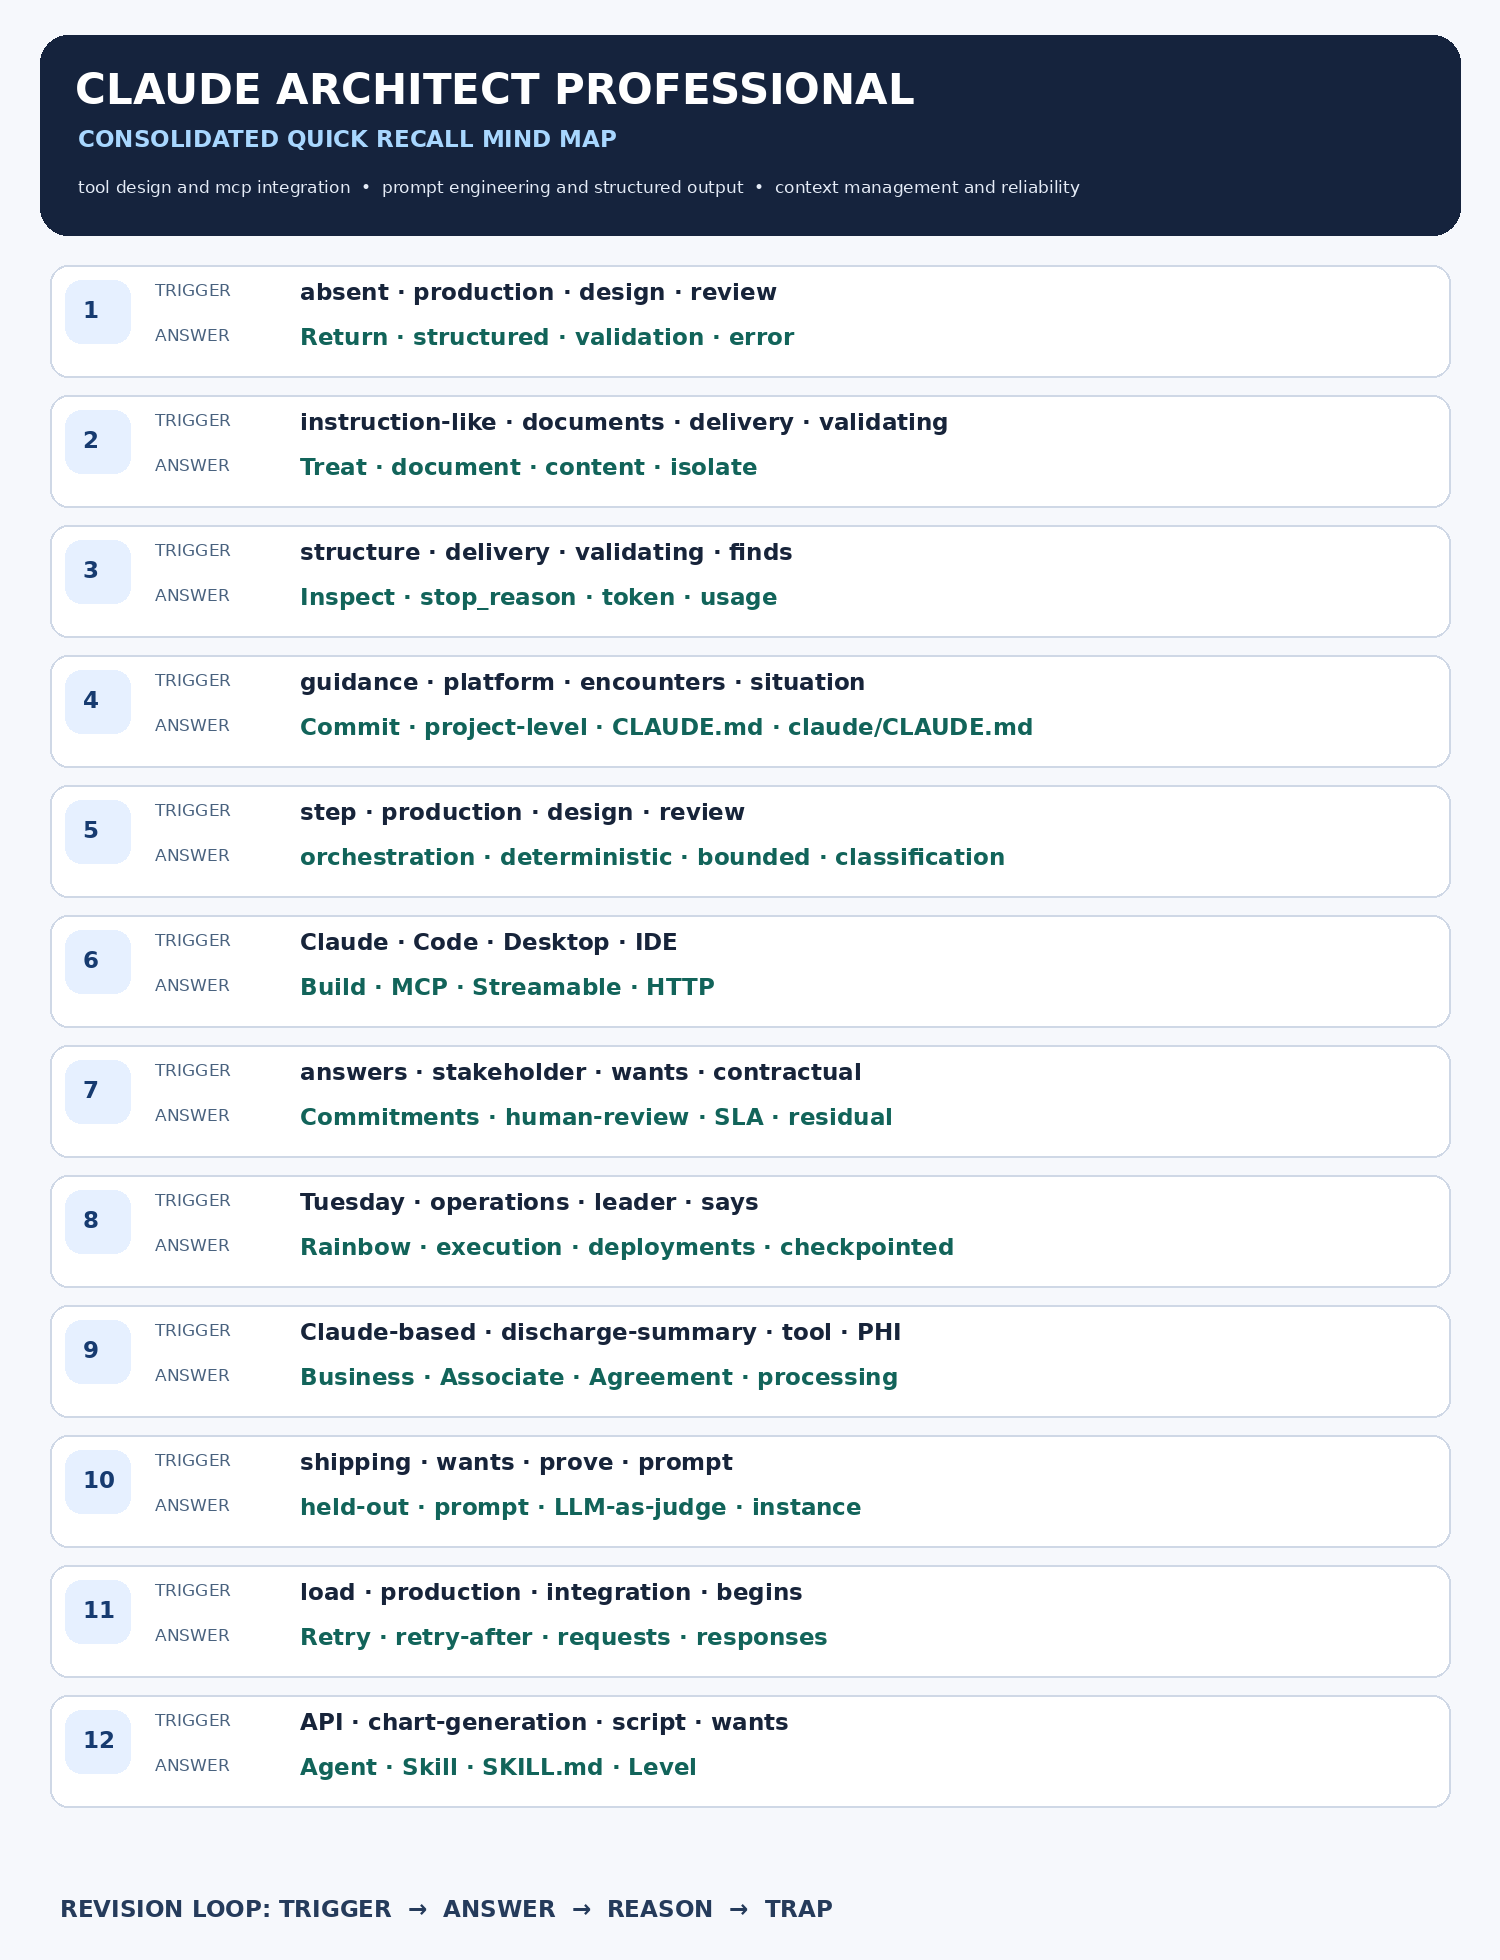 CLAUDE ARCHITECT PROFESSIONAL
CONSOLIDATED QUICK RECALL MIND MAP
tool design and mcp integration • prompt engineering and structured output • context management and reliability
1
TRIGGER absent · production · design · review
ANSWER Return · structured · validation · error
2
TRIGGER instruction-like · documents · delivery · validating
ANSWER Treat · document · content · isolate
3
TRIGGER structure · delivery · validating · finds
ANSWER Inspect · stop_reason · token · usage
4
TRIGGER guidance · platform · encounters · situation
ANSWER Commit · project-level · CLAUDE.md · claude/CLAUDE.md
5
TRIGGER step · production · design · review
ANSWER orchestration · deterministic · bounded · classification
6
TRIGGER Claude · Code · Desktop · IDE
ANSWER Build · MCP · Streamable · HTTP
7
TRIGGER answers · stakeholder · wants · contractual
ANSWER Commitments · human-review · SLA · residual
8
TRIGGER Tuesday · operations · leader · says
ANSWER Rainbow · execution · deployments · checkpointed
9
TRIGGER Claude-based · discharge-summary · tool · PHI
ANSWER Business · Associate · Agreement · processing
10
TRIGGER shipping · wants · prove · prompt
ANSWER held-out · prompt · LLM-as-judge · instance
11
TRIGGER load · production · integration · begins
ANSWER Retry · retry-after · requests · responses
12
TRIGGER API · chart-generation · script · wants
ANSWER Agent · Skill · SKILL.md · Level
REVISION LOOP: TRIGGER → ANSWER → REASON → TRAP